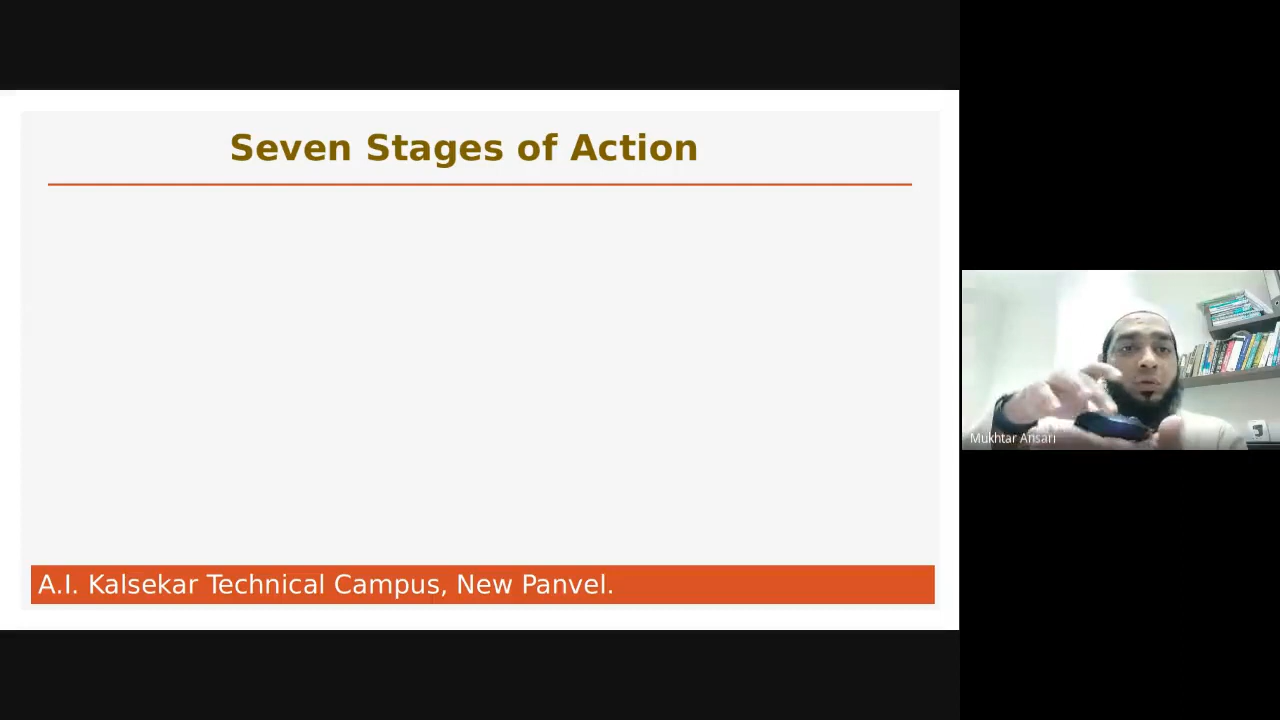 Seven Stages of Action
A.I. Kalsekar Technical Campus, New Panvel.
Mukhtar Ansari